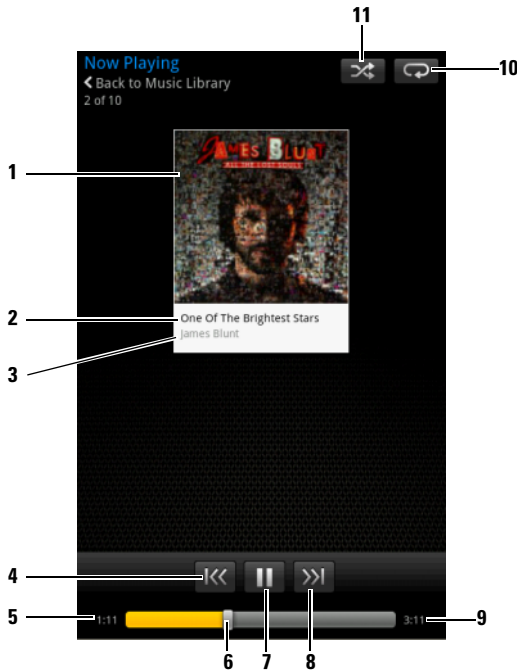 11
Now Playing
Back to Music Library
10
2 of 10
JAMES BLUNT
ALL THE LOST SOULS
1
2
One Of The Brightest Stars
James Blunt
3
4
5
1:11
3:11
9
6
7
8